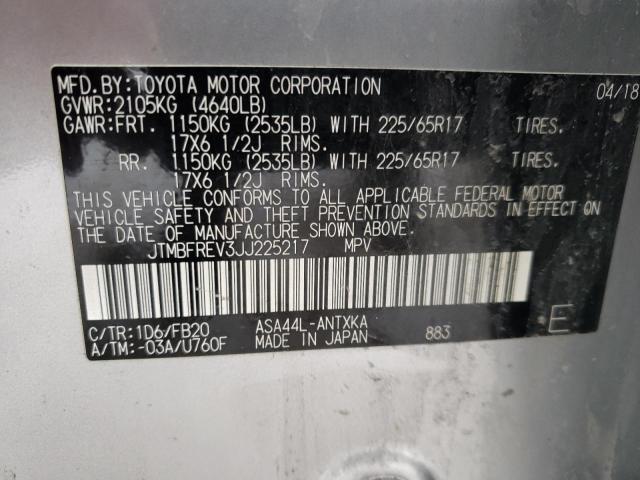 MFD.BY:TOYOTA MOTOR CORPORATION 04/18
GVWR:2105KG (4640LB)
GAWR:FRT. 1150KG (2535LB) WITH 225/65R17 TIRES.
17X6 1/2J RIMS.
RR. 1150KG (2535LB) WITH 225/65R17 TIRES.
17X6 1/2J RIMS.
THIS VEHICLE CONFORMS TO ALL APPLICABLE FEDERAL MOTOR
VEHICLE SAFETY AND THEFT PREVENTION STANDARDS IN EFFECT ON
THE DATE OF MANUFACTURE SHOWN ABOVE.
JTMBFREV3JJ225217 MPV
C/TR:1D6/FB20 ASA44L-ANTXKA 883 E
A/TM:-03A/U760F MADE IN JAPAN